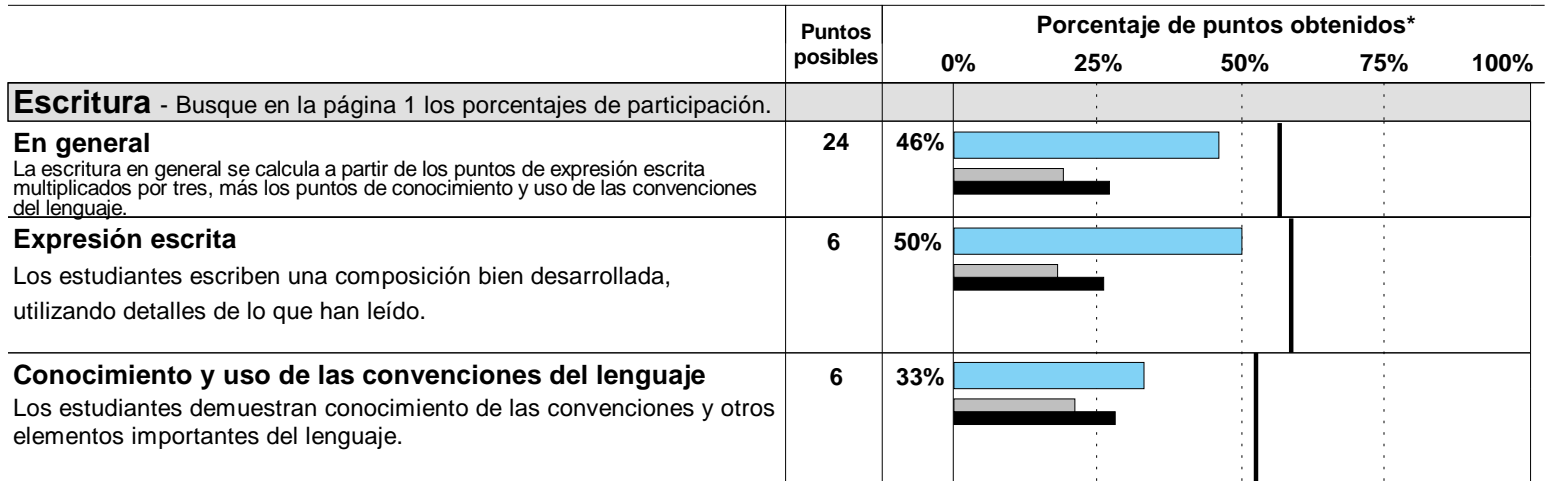 Puntos posibles
Porcentaje de puntos obtenidos*
0% 25% 50% 75% 100%
Escritura - Busque en la página 1 los porcentajes de participación.
En general 24 46%
La escritura en general se calcula a partir de los puntos de expresión escrita
multiplicados por tres, más los puntos de conocimiento y uso de las convenciones
del lenguaje.
Expresión escrita 6 50%
Los estudiantes escriben una composición bien desarrollada,
utilizando detalles de lo que han leído.
Conocimiento y uso de las convenciones del lenguaje 6 33%
Los estudiantes demuestran conocimiento de las convenciones y otros
elementos importantes del lenguaje.